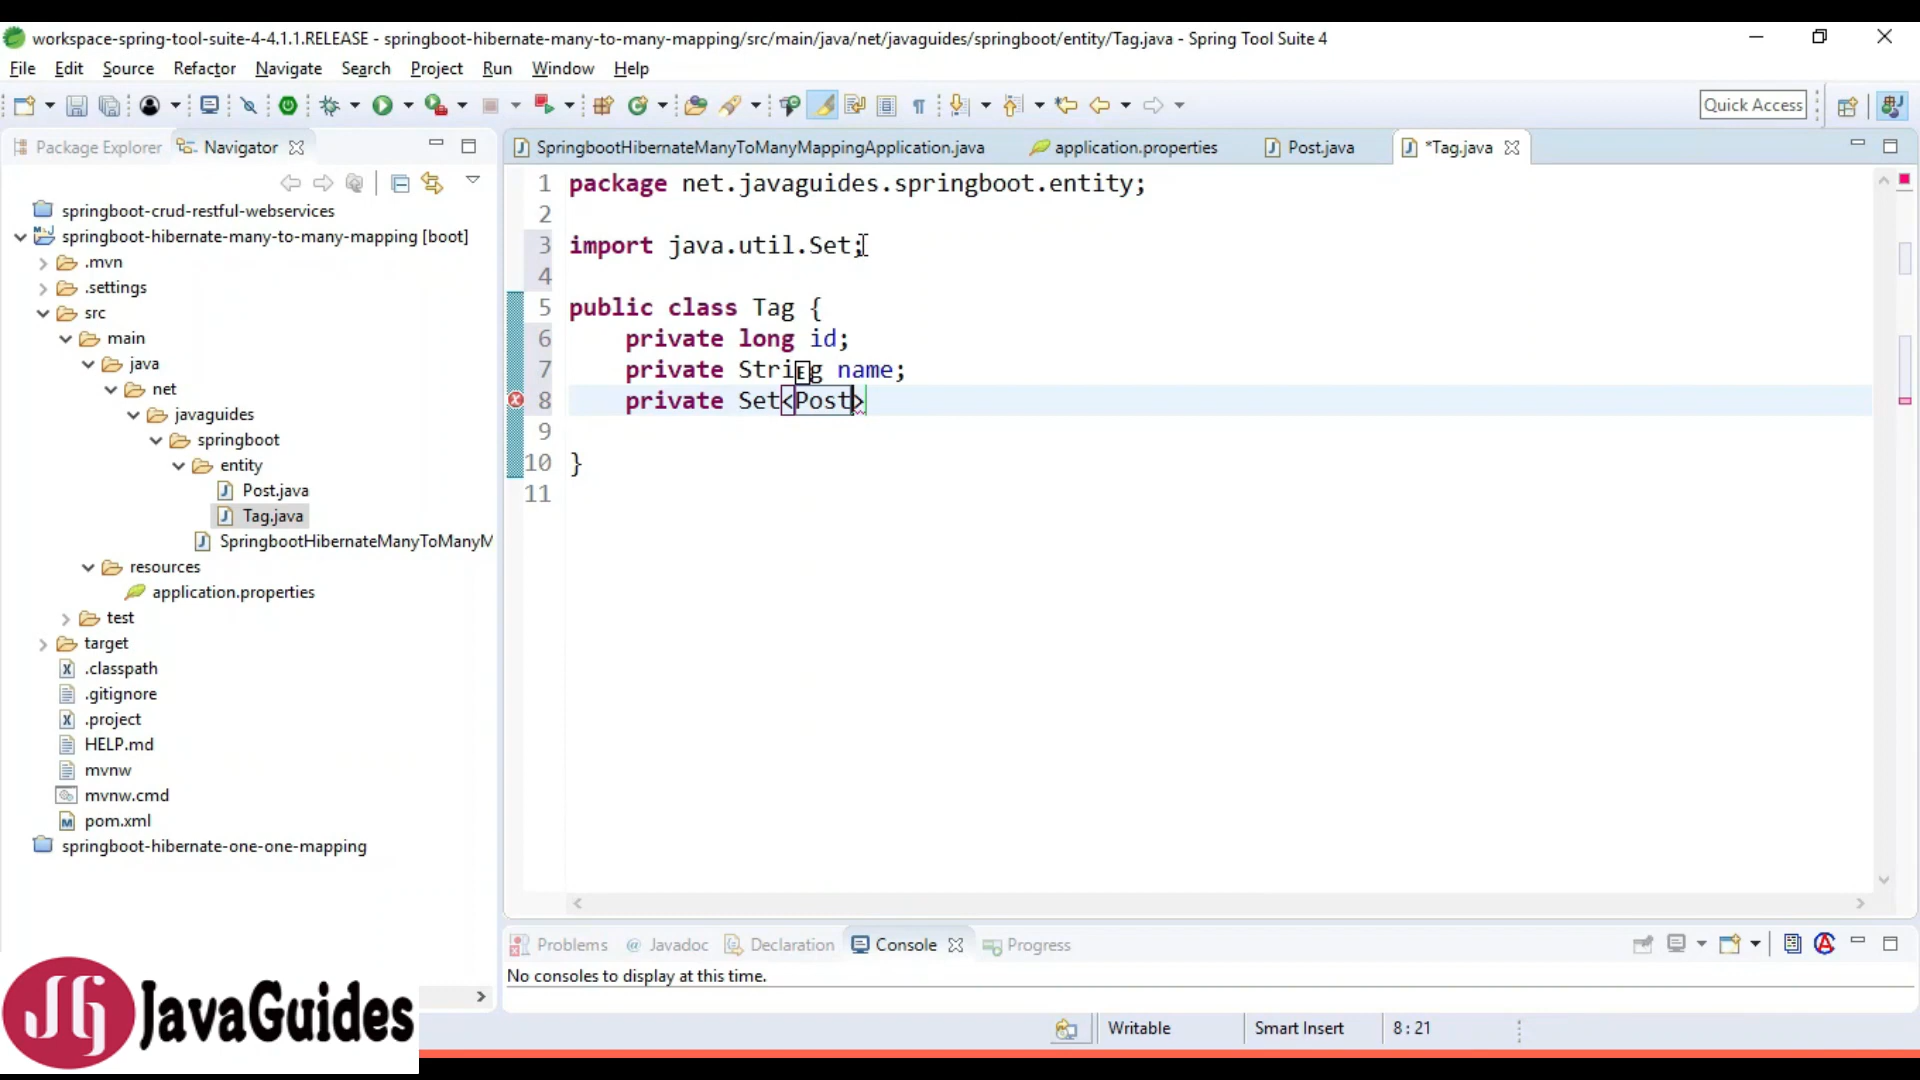 workspace-spring-tool-suite-4-4.1.1.RELEASE - springboot-hibernate-many-to-many-mapping/src/main/java/net/javaguides/springboot/entity/Tag.java - Spring Tool Suite 4
File Edit Source Refactor Navigate Search Project Run Window Help
Quick Access
Package Explorer Navigator
SpringbootHibernateManyToManyMappingApplication.java application.properties Post.java *Tag.java
springboot-crud-restful-webservices
springboot-hibernate-many-to-many-mapping [boot]
.mvn
.settings
src
main
java
net
javaguides
springboot
entity
Post.java
Tag.java
SpringbootHibernateManyToManyM
resources
application.properties
test
target
.classpath
.gitignore
.project
HELP.md
mvnw
mvnw.cmd
pom.xml
springboot-hibernate-one-one-mapping
1 package net.javaguides.springboot.entity;
2
3 import java.util.Set;
4
5 public class Tag {
6 private long id;
7 private String name;
8 private Set<Post>
9
10 }
11
Problems @ Javadoc Declaration Console Progress
No consoles to display at this time.
Writable Smart Insert 8 : 21
JG JavaGuides